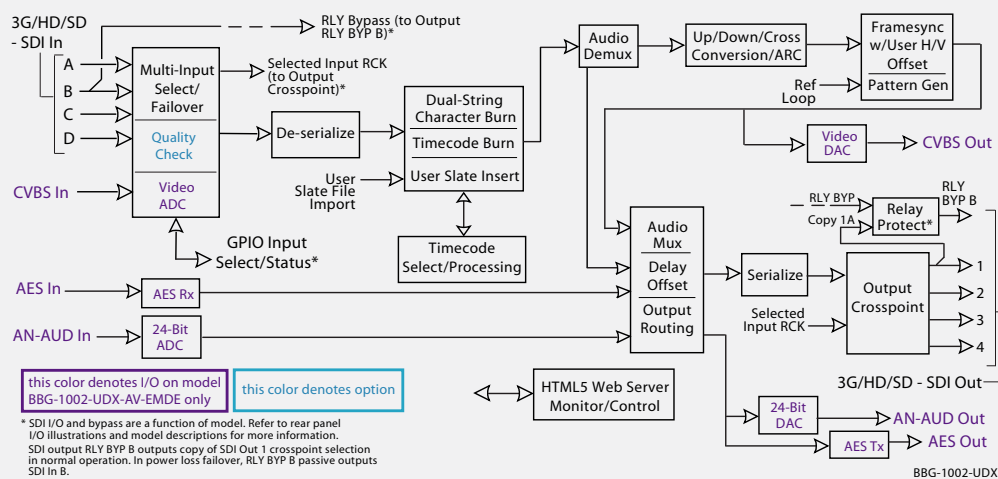 3G/HD/SD
- SDI In
A
B
C
D
CVBS In
Multi-Input
Select/
Failover
Quality
Check
Video
ADC
RLY Bypass (to Output
RLY BYP B)*
Selected Input RCK
(to Output
Crosspoint)*
De-serialize
User
Slate File
Import
GPIO Input
Select/Status*
Dual-String
Character Burn
Timecode Burn
User Slate Insert
Timecode
Select/Processing
Audio
Demux
Up/Down/Cross
Conversion/ARC
Ref
Loop
Framesync
w/User H/V
Offset
Pattern Gen
Video
DAC
CVBS Out
RLY BYP
Copy 1A
Relay
Protect*
RLY
BYP B
AES In
AES Rx
AN-AUD In
24-Bit
ADC
Audio
Mux
Delay
Offset
Output
Routing
Serialize
Selected
Input RCK
Output
Crosspoint
1
2
3
4
3G/HD/SD - SDI Out
this color denotes I/O on model
BBG-1002-UDX-AV-EMDE only
this color denotes option
HTML5 Web Server
Monitor/Control
24-Bit
DAC
AN-AUD Out
AES Tx
AES Out
* SDI I/O and bypass are a function of model. Refer to rear panel
I/O illustrations and model descriptions for more information.
SDI output RLY BYP B outputs copy of SDI Out 1 crosspoint selection
in normal operation. In power loss failover, RLY BYP B passive outputs
SDI In B.
BBG-1002-UDX